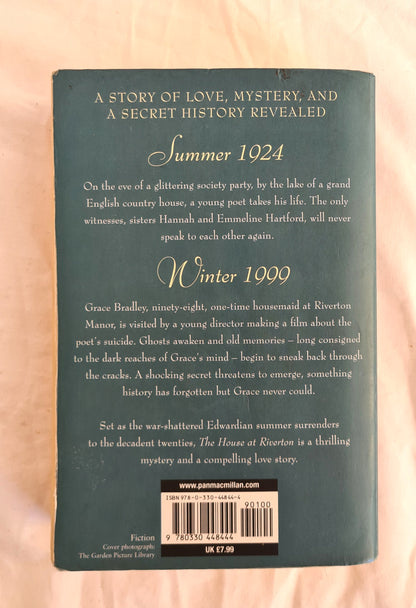 A STORY OF LOVE, MYSTERY, AND
A SECRET HISTORY REVEALED
Summer 1924
On the eve of a glittering society party, by the lake of a grand
English country house, a young poet takes his life. The only
witnesses, sisters Hannah and Emmeline Hartford, will never
speak to each other again.
Winter 1999
Grace Bradley, ninety-eight, one-time housemaid at Riverton
Manor, is visited by a young director making a film about the
poet's suicide. Ghosts awaken and old memories – long consigned
to the dark reaches of Grace's mind – begin to sneak back through
the cracks. A shocking secret threatens to emerge, something
history has forgotten but Grace never could.
Set as the war-shattered Edwardian summer surrenders
to the decadent twenties, The House at Riverton is a thrilling
mystery and a compelling love story.
www.panmacmillan.com
ISBN 978-0-330-44844-4
90100
9 780330 448444
Fiction
Cover photograph:
The Garden Picture Library
UK £7.99